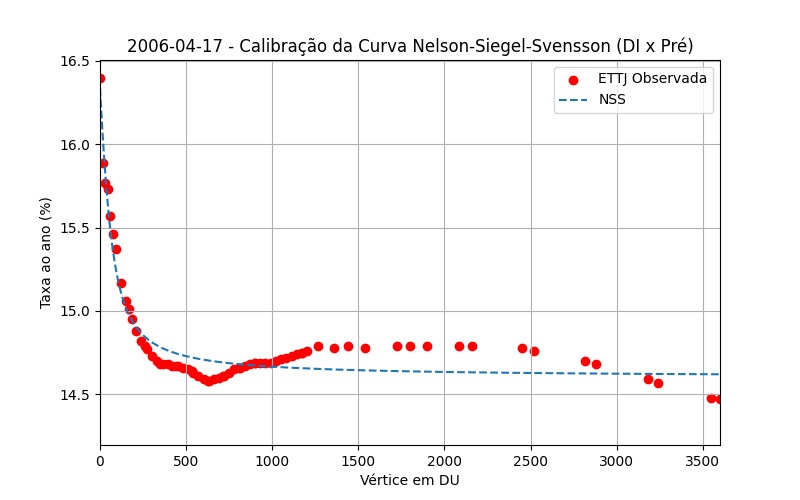 2006-04-17 - Calibração da Curva Nelson-Siegel-Svensson (DI x Pré)
ETTJ Observada
NSS
Taxa ao ano (%)
16.5
16.0
15.5
15.0
14.5
0 500 1000 1500 2000 2500 3000 3500
Vértice em DU